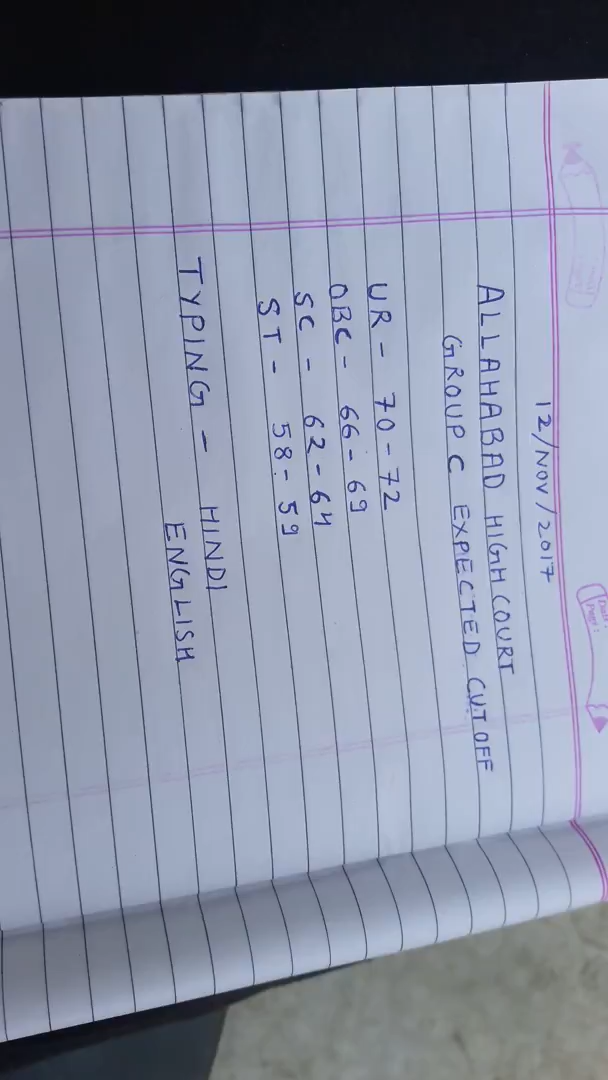 12/NOV/2017
ALLAHABAD HIGH COURT
GROUP C EXPECTED CUT OFF
UR - 70-72
OBC - 66-69
SC - 62-64
ST - 58-59
TYPING - HINDI
ENGLISH
Page: